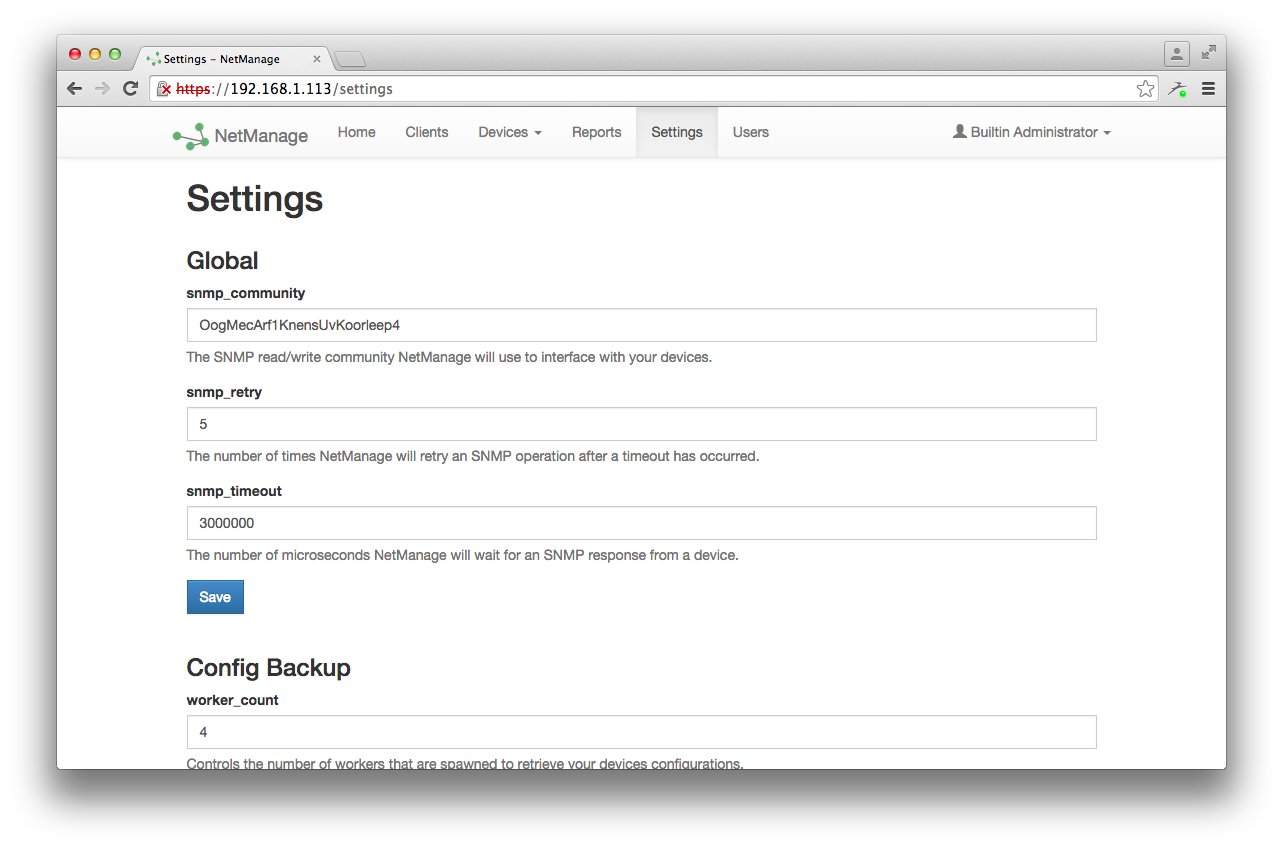 Settings – NetManage
https://192.168.1.113/settings
NetManage Home Clients Devices Reports Settings Users Builtin Administrator
Settings
Global
snmp_community
OogMecArf1KnensUvKoorleep4
The SNMP read/write community NetManage will use to interface with your devices.
snmp_retry
5
The number of times NetManage will retry an SNMP operation after a timeout has occurred.
snmp_timeout
3000000
The number of microseconds NetManage will wait for an SNMP response from a device.
Save
Config Backup
worker_count
4
Controls the number of workers that are spawned to retrieve your devices configurations.